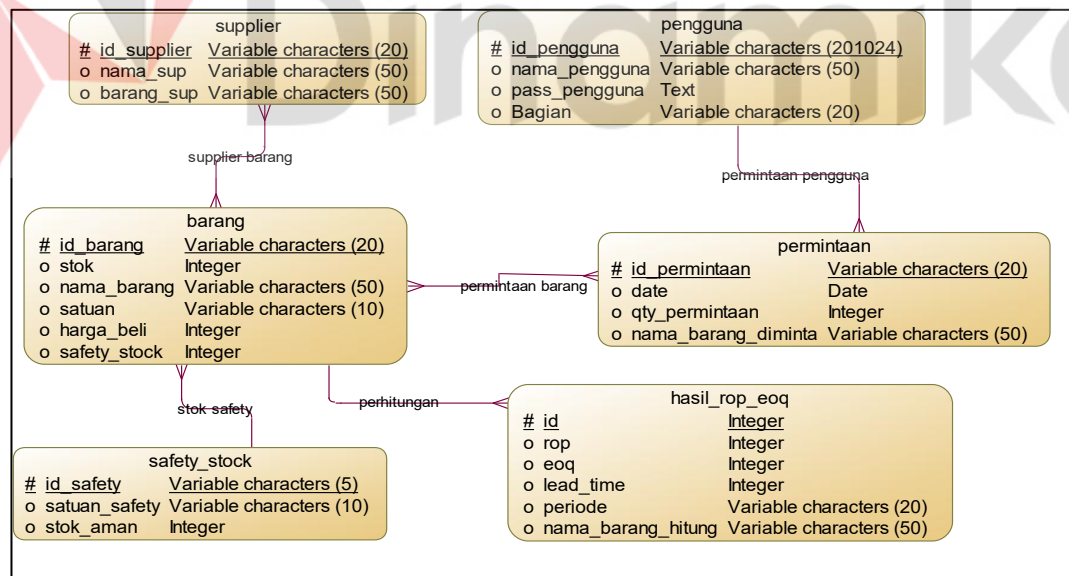 Dinamika
supplier
# id_supplier Variable characters (20)
o nama_sup Variable characters (50)
o barang_sup Variable characters (50)
pengguna
# id_pengguna Variable characters (201024)
o nama_pengguna Variable characters (50)
o pass_pengguna Text
o Bagian Variable characters (20)
supplier barang
permintaan pengguna
barang
# id_barang Variable characters (20)
o stok Integer
o nama_barang Variable characters (50)
o satuan Variable characters (10)
o harga_beli Integer
o safety_stock Integer
permintaan
# id_permintaan Variable characters (20)
o date Date
o qty_permintaan Integer
o nama_barang_diminta Variable characters (50)
permintaan barang
stok safety
perhitungan
hasil_rop_eoq
# id Integer
o rop Integer
o eoq Integer
o lead_time Integer
o periode Variable characters (20)
o nama_barang_hitung Variable characters (50)
safety_stock
# id_safety Variable characters (5)
o satuan_safety Variable characters (10)
o stok_aman Integer